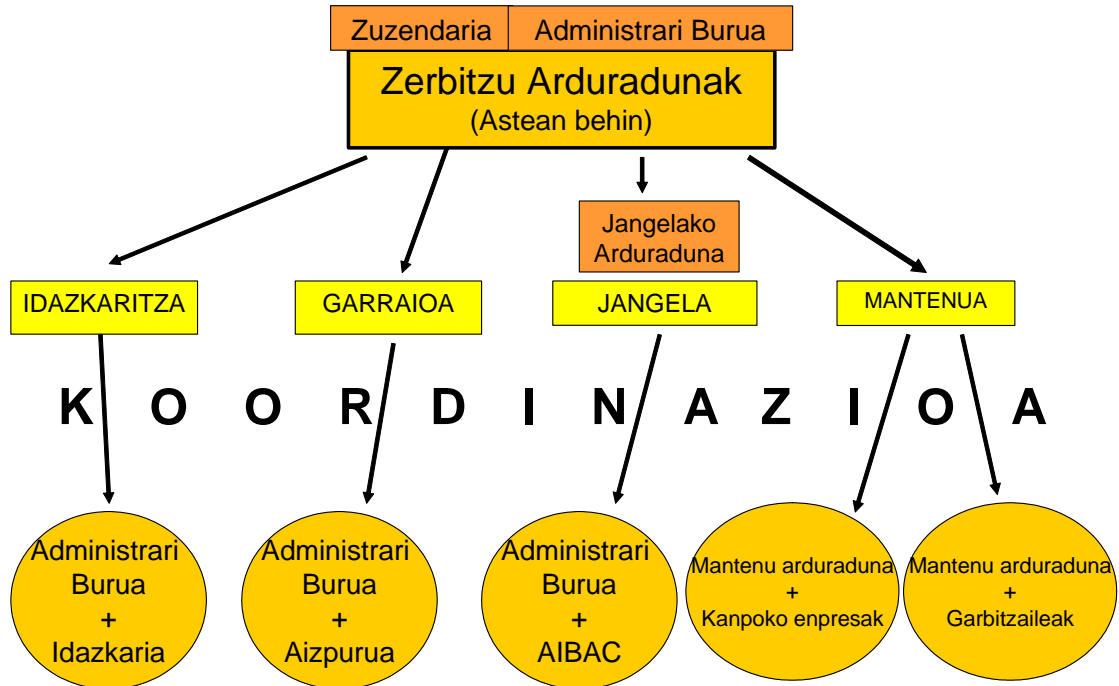 Zuzendaria
Administrari Burua
Zerbitzu Arduradunak
(Astean behin)
Jangelako
Arduraduna
IDAZKARITZA
GARRAIOA
JANGELA
MANTENUA
K O O R D I N A Z I O A
Administrari
Burua
+
Idazkaria
Administrari
Burua
+
Aizpurua
Administrari
Burua
+
AIBAC
Mantenu arduraduna
+
Kanpoko enpresak
Mantenu arduraduna
+
Garbitzaileak